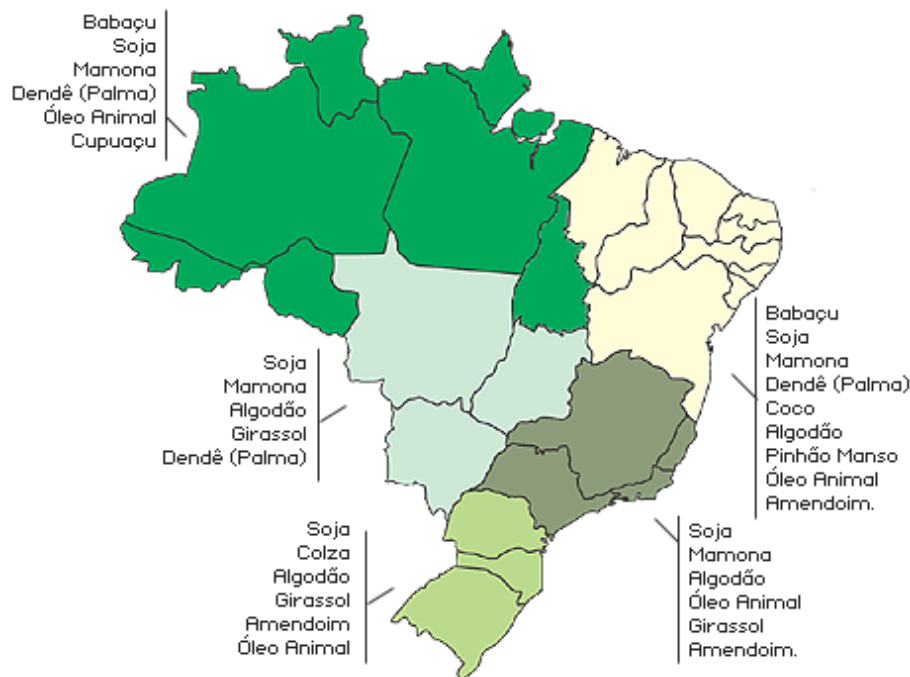 Babaçu
Soja
Mamona
Dendê (Palma)
Óleo Animal
Cupuaçu
Soja
Mamona
Algodão
Girassol
Dendê (Palma)
Babaçu
Soja
Mamona
Dendê (Palma)
Coco
Algodão
Pinhão Manso
Óleo Animal
Amendoim.
Soja
Colza
Algodão
Girassol
Amendoim
Óleo Animal
Soja
Mamona
Algodão
Óleo Animal
Girassol
Amendoim.